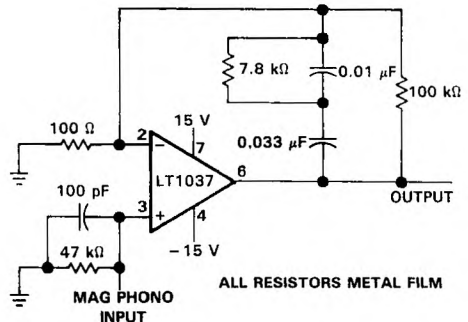 7.8 kΩ
0.01 µF
100 kΩ
100 Ω
15 V
2
−
7
0.033 µF
6
LT1037
100 pF
3
+
4
OUTPUT
−15 V
47 kΩ
MAG PHONO
INPUT
ALL RESISTORS METAL FILM